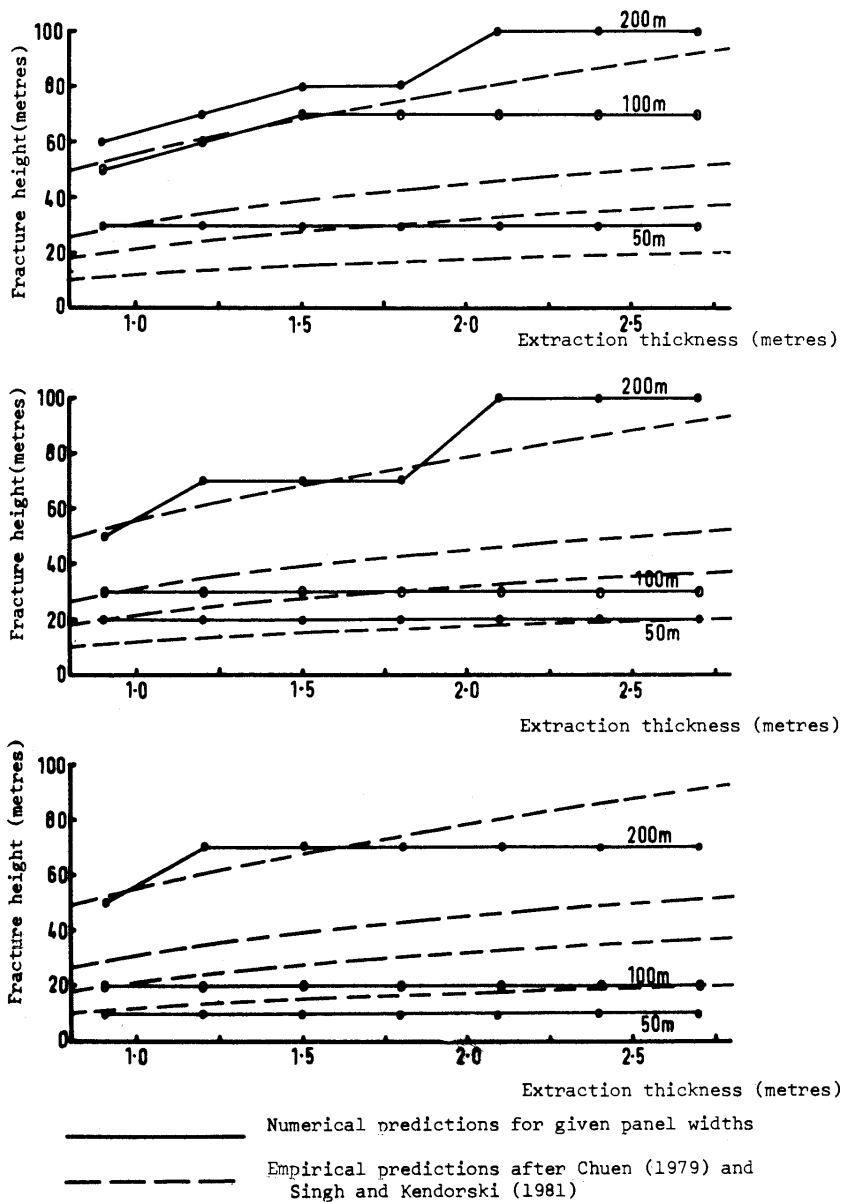 100
80
60
40
20
0
Fracture height(metres)
200m
100m
50m
1·0
1·5
2·0
2·5
Extraction thickness (metres)
100
80
60
40
20
0
Fracture height(metres)
200m
100m
50m
1·0
1·5
2·0
2·5
Extraction thickness (metres)
100
80
60
40
20
0
Fracture height (metres)
200m
100m
50m
1·0
1·5
2·0
2·5
Extraction thickness (metres)
Numerical predictions for given panel widths
Empirical predictions after Chuen (1979) and
Singh and Kendorski (1981)